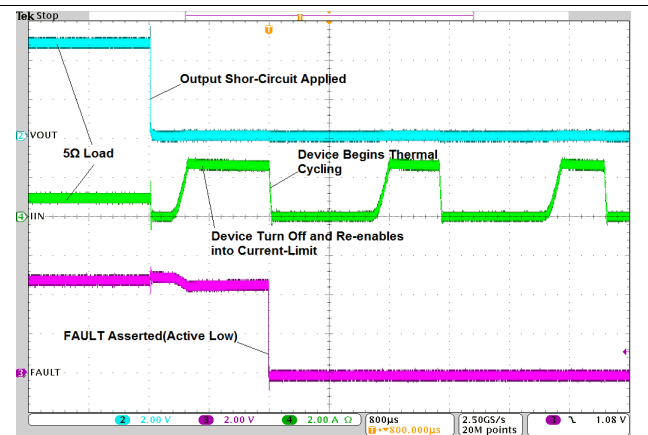 Tek Stop
T
T
Output Shor-Circuit Applied
2 VOUT
5Ω Load
Device Begins Thermal
Cycling
4 IIN
Device Turn Off and Re-enables
into Current-Limit
FAULT Asserted(Active Low)
3 FAULT
2 2.00 V 3 2.00 V 4 2.00 A Ω 800µs 2.50GS/s 3 1.08 V
T 800.000µs 20M points